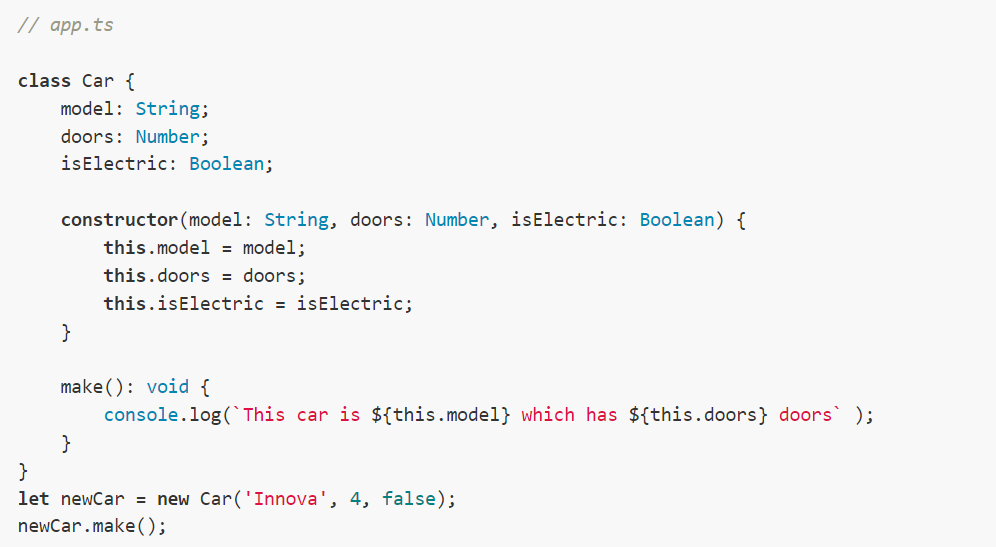 // app.ts
class Car {
    model: String;
    doors: Number;
    isElectric: Boolean;
    constructor(model: String, doors: Number, isElectric: Boolean) {
        this.model = model;
        this.doors = doors;
        this.isElectric = isElectric;
    }
    make(): void {
        console.log(`This car is ${this.model} which has ${this.doors} doors` );
    }
}
let newCar = new Car('Innova', 4, false);
newCar.make();